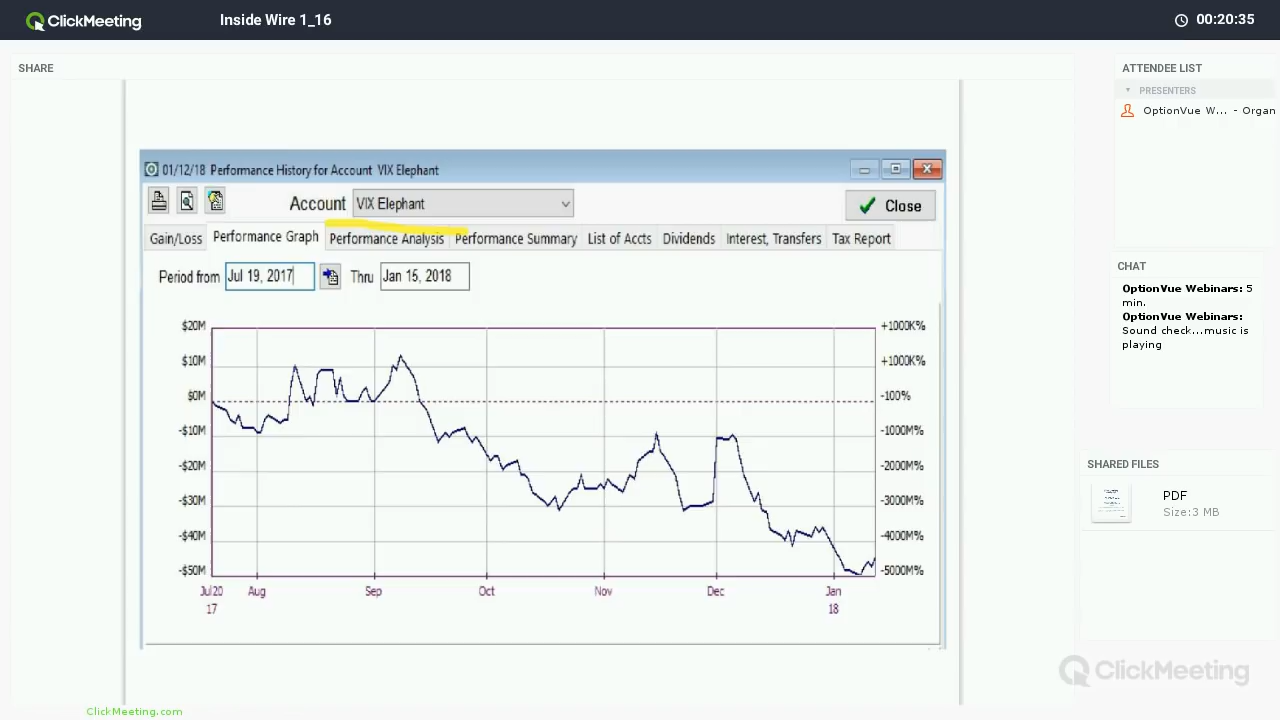 ClickMeeting
Inside Wire 1_16
00:20:35
SHARE
01/12/18 Performance History for Account VIX Elephant
Account VIX Elephant
Close
Gain/Loss Performance Graph Performance Analysis Performance Summary List of Accts Dividends Interest, Transfers Tax Report
Period from Jul 19, 2017 Thru Jan 15, 2018
$20M +1000K%
$10M +1000K%
$0M -100%
-$10M -1000M%
-$20M -2000M%
-$30M -3000M%
-$40M -4000M%
-$50M -5000M%
Jul20 Aug Sep Oct Nov Dec Jan
17 18
ATTENDEE LIST
PRESENTERS
OptionVue W... - Organ
CHAT
OptionVue Webinars: 5
min.
OptionVue Webinars:
Sound check...music is
playing
SHARED FILES
PDF
Size:3 MB
ClickMeeting
ClickMeeting.com